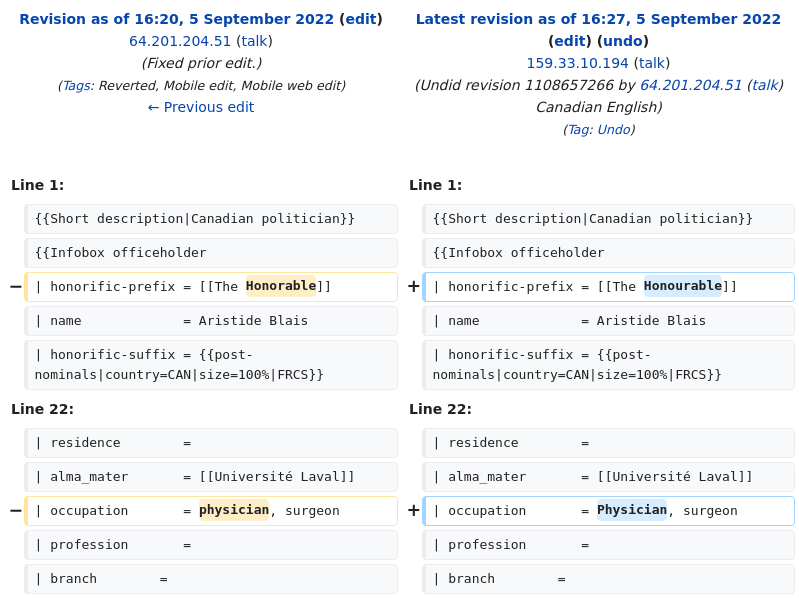 Revision as of 16:20, 5 September 2022 (edit)
64.201.204.51 (talk)
(Fixed prior edit.)
(Tags: Reverted, Mobile edit, Mobile web edit)
← Previous edit
Latest revision as of 16:27, 5 September 2022
(edit) (undo)
159.33.10.194 (talk)
(Undid revision 1108657266 by 64.201.204.51 (talk)
Canadian English)
(Tag: Undo)
Line 1:
{{Short description|Canadian politician}}
{{Infobox officeholder
− | honorific-prefix = [[The Honorable]]
| name             = Aristide Blais
| honorific-suffix = {{post-
nominals|country=CAN|size=100%|FRCS}}
Line 1:
{{Short description|Canadian politician}}
{{Infobox officeholder
+ | honorific-prefix = [[The Honourable]]
| name             = Aristide Blais
| honorific-suffix = {{post-
nominals|country=CAN|size=100%|FRCS}}
Line 22:
| residence        =
| alma_mater       = [[Université Laval]]
− | occupation       = physician, surgeon
| profession       =
| branch        =
Line 22:
| residence        =
| alma_mater       = [[Université Laval]]
+ | occupation       = Physician, surgeon
| profession       =
| branch        =